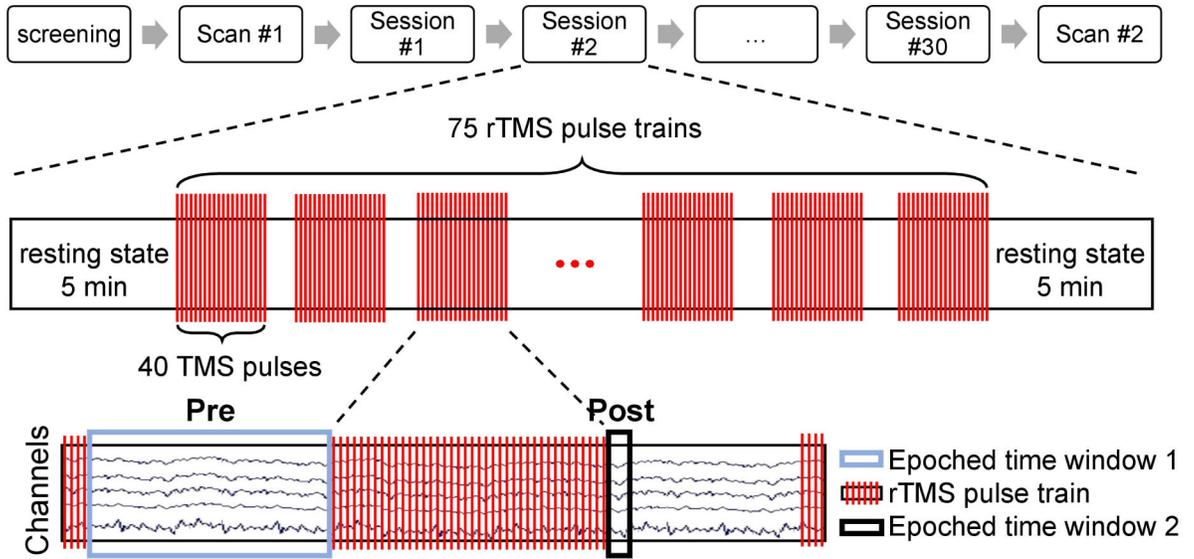 screening
Scan #1
Session
#1
Session
#2
...
Session
#30
Scan #2
75 rTMS pulse trains
resting state
5 min
resting state
5 min
40 TMS pulses
Pre
Post
Channels
Epoched time window 1
rTMS pulse train
Epoched time window 2